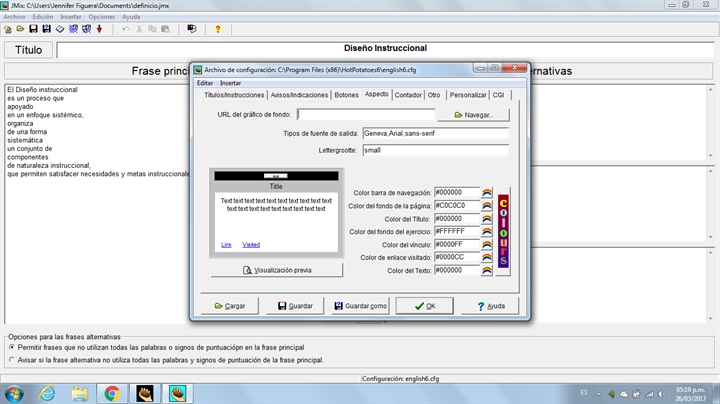 JMix: C:\Users\Jennifer Figuera\Documents\definicio.jmx
Archivo Edición Insertar Opciones Ayuda
Título
Diseño Instruccional
Frase princ
ernativas
El Diseño instruccional
es un proceso que
apoyado
en un enfoque sistémico,
organiza
de una forma
sistemática
un conjunto de
componentes
de naturaleza instruccional,
que permiten satisfacer necesidades y metas instruccionale
Archivo de configuración: C:\Program Files (x86)\HotPotatoes6\english6.cfg
Editar Insertar
Títulos/Instrucciones Avisos/Indicaciones Botones Aspecto Contador Otro Personalizar CGI
URL del gráfico de fondo:
Navegar...
Tipos de fuente de salida: Geneva,Arial,sans-serif
Lettergrootte: small
Title
Text text text text text text text text
text text text text text text text text
Link Visited
Visualización previa
Color barra de navegación: #000000
Color del fondo de la página: #C0C0C0
Color del Título: #000000
Color del fondo del ejercicio: #FFFFFF
Color del vínculo: #0000FF
Color de enlace visitado: #0000CC
Color del Texto: #000000
colours
Cargar Guardar Guardar como OK Ayuda
Opciones para las frases alternativas
Permitir frases que no utilizan todas las palabras o signos de puntuación en la frase principal
Avisar si la frase alternativa no utiliza todas las palabras y signos de puntuación de la frase principal.
Configuración: english6.cfg
ES
05:19 p.m.
26/03/2017